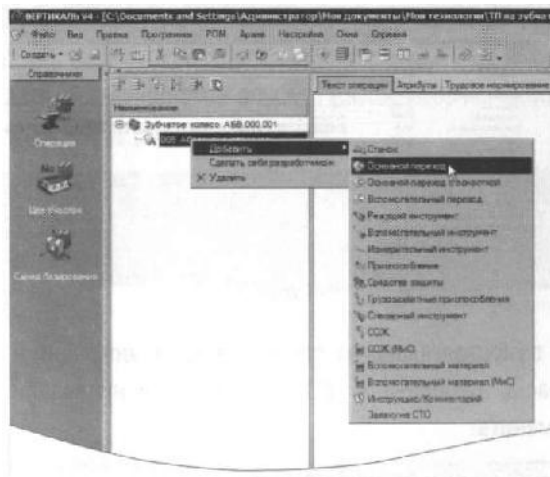 ВЕРТИКАЛЬ V4 - [C:\Documents and Settings\Администратор\Мои документы\Мои технологии\ТП на зубча
Файл Вид Правка Программы РОМ Архив Настройки Окна Справка
Создать
Справочники
Операция
Цех Участок
Схема базирования
Текст операции Атрибуты Трудовое нормирование
Наименование
Зубчатое колесо АБВ.000.001
005
Добавить
Сделать себя разработчиком
Удалить
Станок
Основной переход
Основной переход с оснасткой
Вспомогательный переход
Режущий инструмент
Вспомогательный инструмент
Измерительный инструмент
Приспособление
Средства защиты
Грузозахватные приспособления
Слесарный инструмент
СОЖ
СОЖ (МиС)
Вспомогательный материал
Вспомогательный материал (МиС)
Инструкция/Комментарий
Заявку на СТО